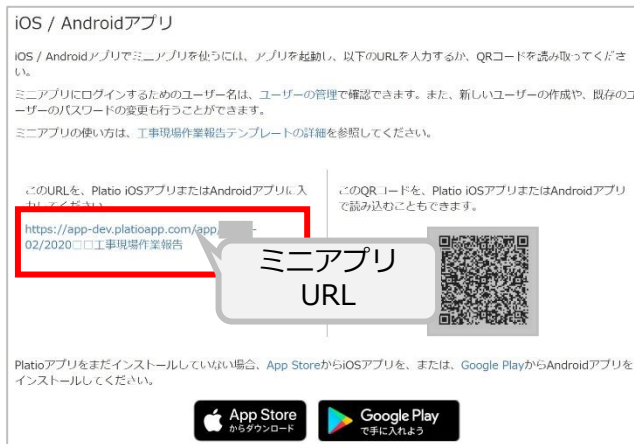 iOS / Androidアプリ
iOS / Androidアプリでミニアプリを使うには、アプリを起動し、以下のURLを入力するか、QRコードを読み取ってくださ
い。
ミニアプリにログインするためのユーザー名は、ユーザーの管理で確認できます。また、新しいユーザーの作成や、既存のユ
ーザーのパスワードの変更も行うことができます。
ミニアプリの使い方は、工事現場作業報告テンプレートの詳細を参照してください。
このURLを、Platio iOSアプリまたはAndroidアプリに入
力してください。
https://app-dev.platioapp.com/app/ -
02/2020□□工事現場作業報告
ミニアプリ
URL
このQRコードを、Platio iOSアプリまたはAndroidアプリ
で読み込むこともできます。
Platioアプリをまだインストールしていない場合、App StoreからiOSアプリを、または、Google PlayからAndroidアプリを
インストールしてください。
App Store
からダウンロード
Google Play
で手に入れよう